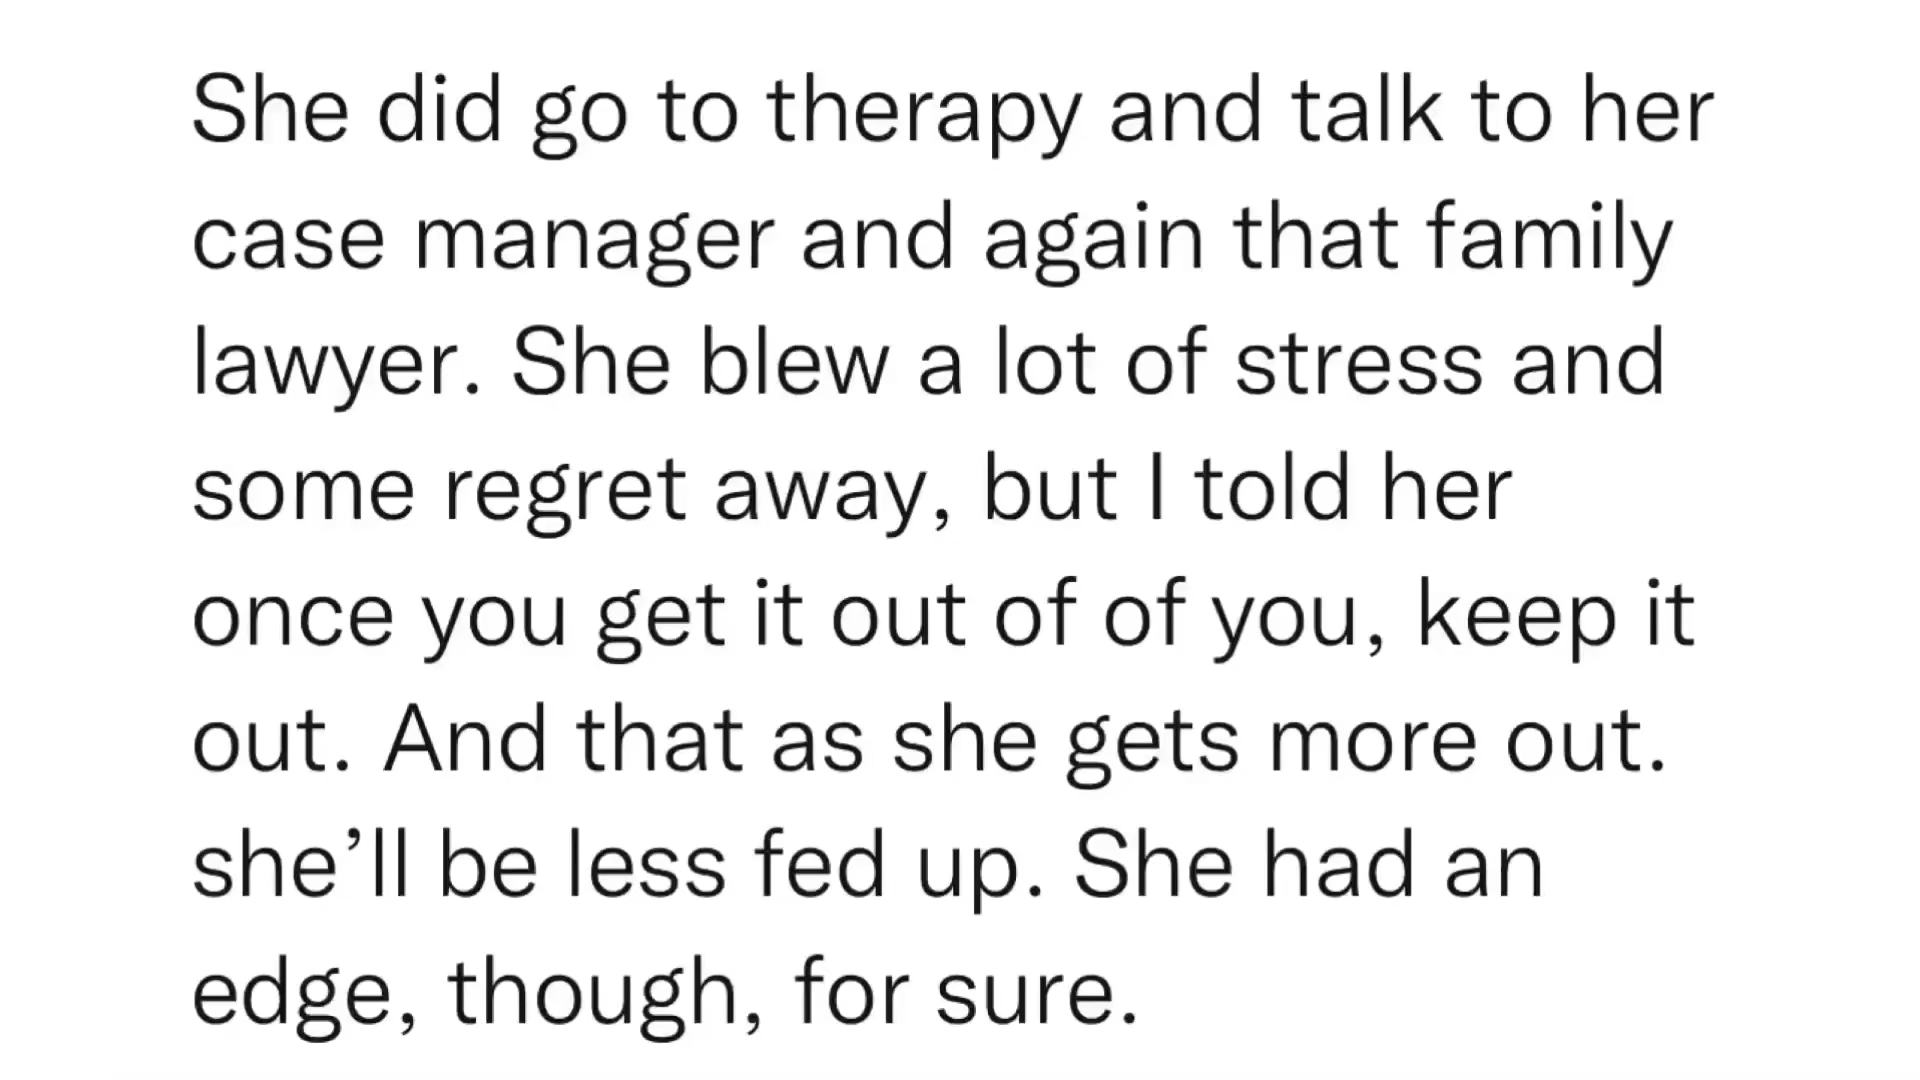 She did go to therapy and talk to her
case manager and again that family
lawyer. She blew a lot of stress and
some regret away, but I told her
once you get it out of of you, keep it
out. And that as she gets more out.
she’ll be less fed up. She had an
edge, though, for sure.